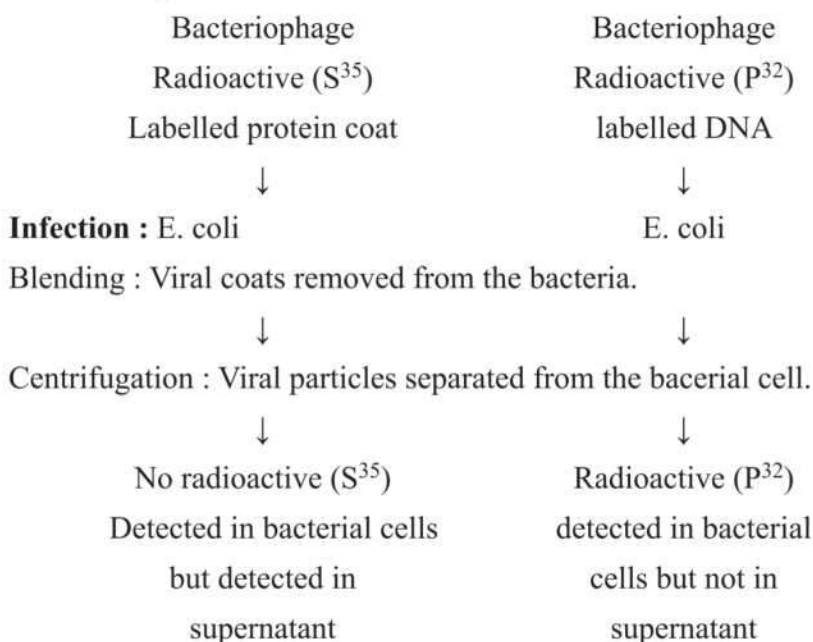 Bacteriophage Bacteriophage
Radioactive (S³⁵) Radioactive (P³²)
Labelled protein coat labelled DNA
↓ ↓
Infection : E. coli E. coli
Blending : Viral coats removed from the bacteria.
↓ ↓
Centrifugation : Viral particles separated from the bacerial cell.
↓ ↓
No radioactive (S³⁵) Radioactive (P³²)
Detected in bacterial cells detected in bacterial
but detected in cells but not in
supernatant supernatant